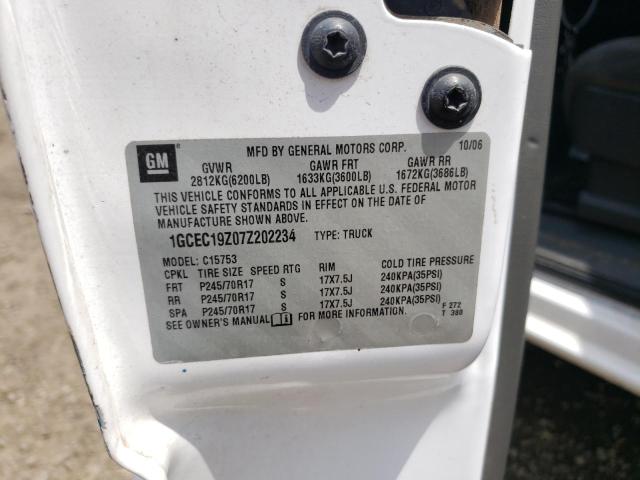 GM
MFD BY GENERAL MOTORS CORP. 10/06
GVWR GAWR FRT GAWR RR
2812KG(6200LB) 1633KG(3600LB) 1672KG(3686LB)
THIS VEHICLE CONFORMS TO ALL APPLICABLE U.S. FEDERAL MOTOR
VEHICLE SAFETY STANDARDS IN EFFECT ON THE DATE OF
MANUFACTURE SHOWN ABOVE.
1GCEC19Z07Z202234 TYPE: TRUCK
MODEL: C15753
CPKL TIRE SIZE SPEED RTG RIM COLD TIRE PRESSURE
FRT P245/70R17 S 17X7.5J 240KPA(35PSI)
RR P245/70R17 S 17X7.5J 240KPA(35PSI)
SPA P245/70R17 S 17X7.5J 240KPA(35PSI)
SEE OWNER'S MANUAL FOR MORE INFORMATION.
F 272
T 380